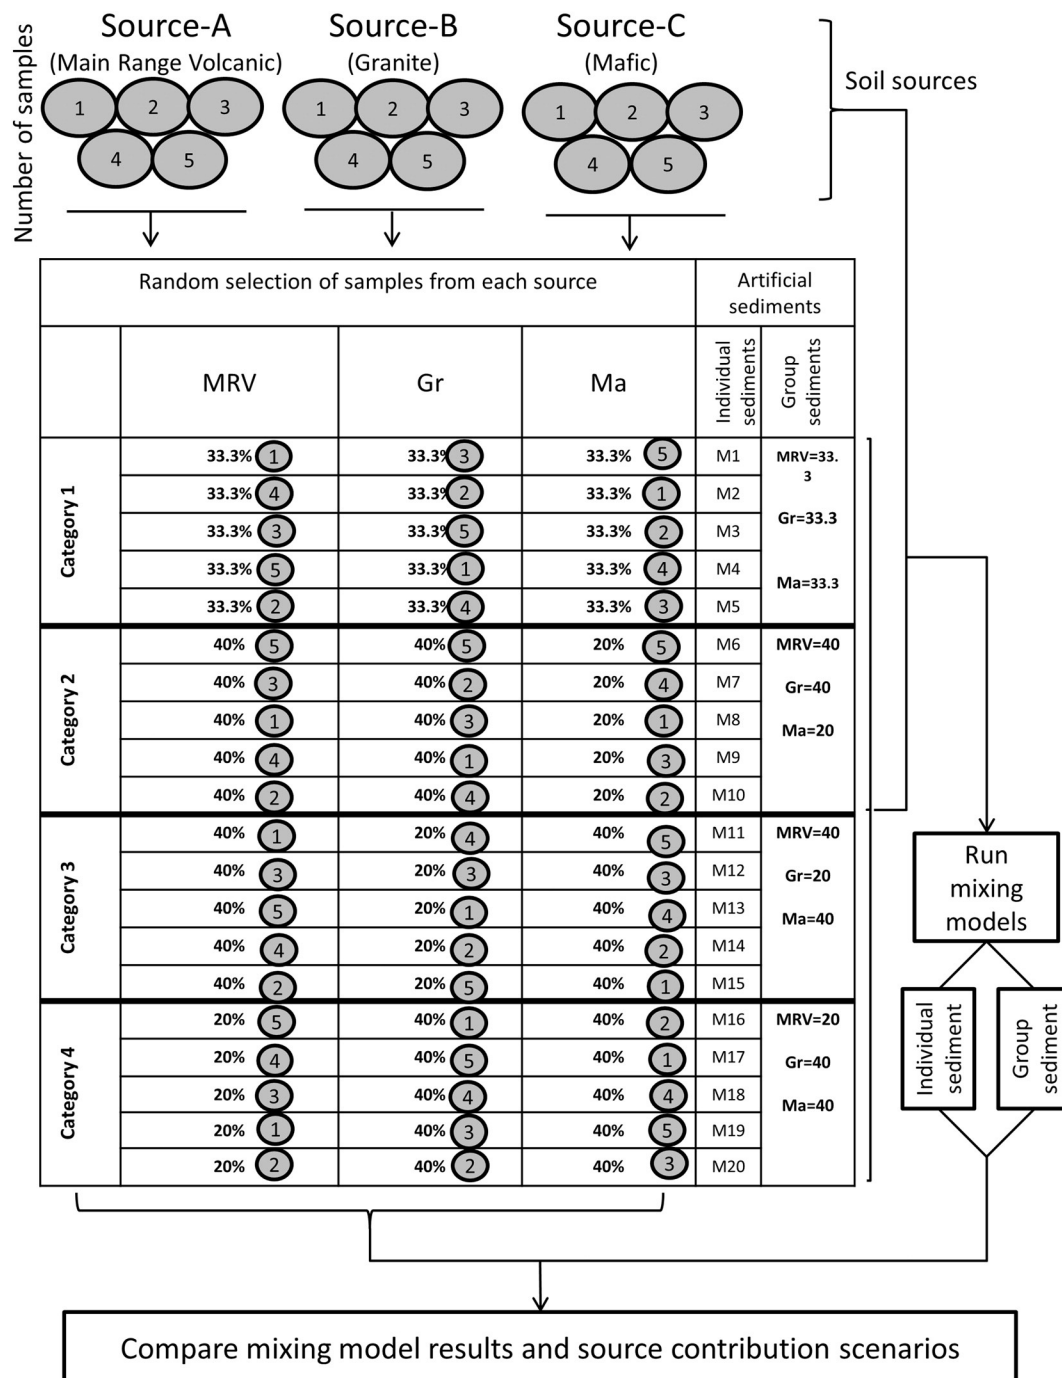 Number of samples
Source-A
(Main Range Volcanic)
1 2 3
4 5
Source-B
(Granite)
1 2 3
4 5
Source-C
(Mafic)
1 2 3
4 5
Soil sources
Random selection of samples from each source
Artificial
sediments
MRV
Gr
Ma
Individual
sediments
Group
sediments
Category 1
33.3% 1 33.3% 3 33.3% 5 M1
33.3% 4 33.3% 2 33.3% 1 M2
33.3% 3 33.3% 5 33.3% 2 M3
33.3% 5 33.3% 1 33.3% 4 M4
33.3% 2 33.3% 4 33.3% 3 M5
MRV=33.
3
Gr=33.3
Ma=33.3
Category 2
40% 5 40% 5 20% 5 M6
40% 3 40% 2 20% 4 M7
40% 1 40% 3 20% 1 M8
40% 4 40% 1 20% 3 M9
40% 2 40% 4 20% 2 M10
MRV=40
Gr=40
Ma=20
Category 3
40% 1 20% 4 40% 5 M11
40% 3 20% 3 40% 3 M12
40% 5 20% 1 40% 4 M13
40% 4 20% 2 40% 2 M14
40% 2 20% 5 40% 1 M15
MRV=40
Gr=20
Ma=40
Category 4
20% 5 40% 1 40% 2 M16
20% 4 40% 5 40% 1 M17
20% 3 40% 4 40% 4 M18
20% 1 40% 3 40% 5 M19
20% 2 40% 2 40% 3 M20
MRV=20
Gr=40
Ma=40
Run
mixing
models
Individual
sediment
Group
sediment
Compare mixing model results and source contribution scenarios